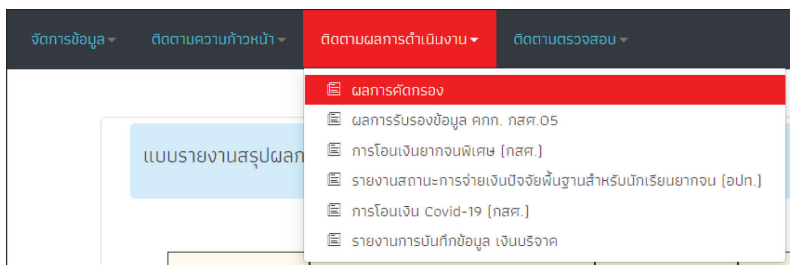 จัดการข้อมูล ติดตามความก้าวหน้า ติดตามผลการดำเนินงาน ติดตามตรวจสอบ
ผลการคัดกรอง
ผลการรับรองข้อมูล คกก. กสศ.05
แบบรายงานสรุปผลก
การโอนเงินยากจนพิเศษ (กสศ.)
รายงานสถานะการจ่ายเงินปัจจัยพื้นฐานสำหรับนักเรียนยากจน (อปท.)
การโอนเงิน Covid-19 (กสศ.)
รายงานการบันทึกข้อมูล เงินบริจาค